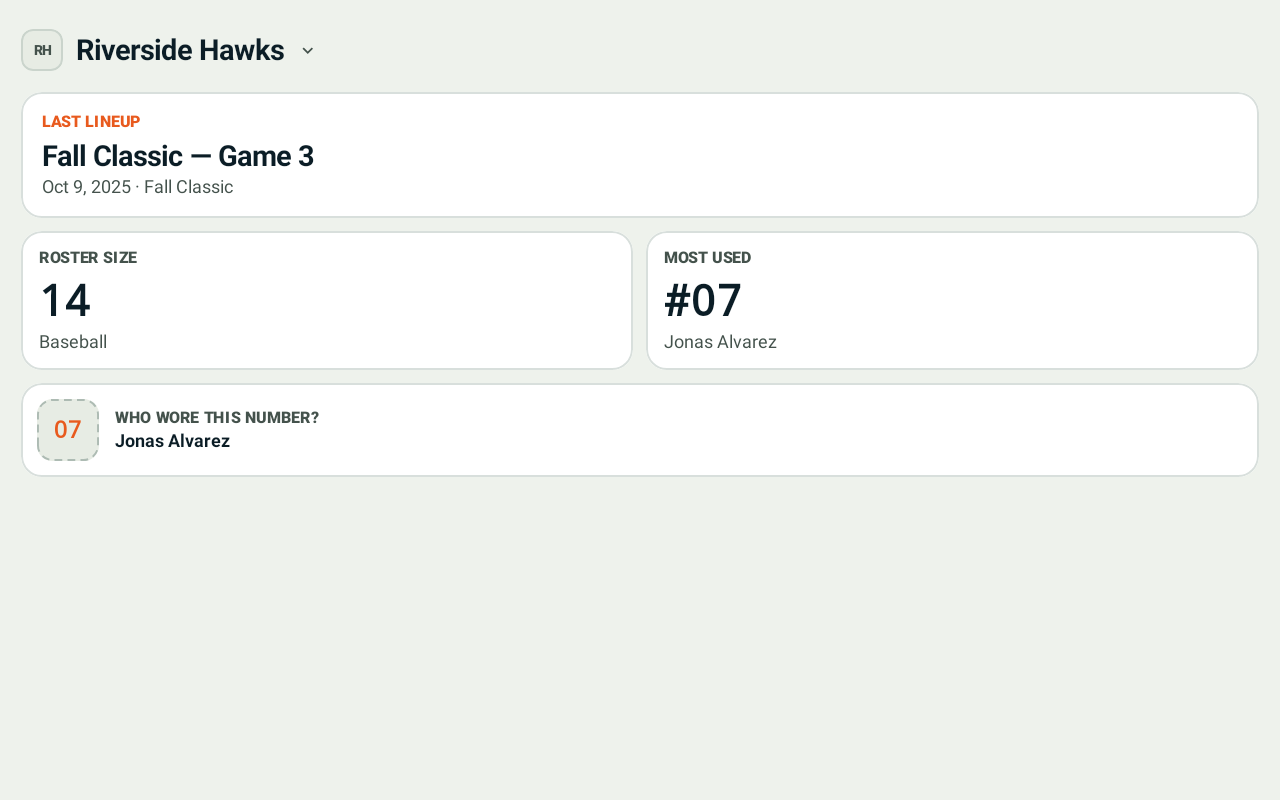 RH
Riverside Hawks
LAST LINEUP
Fall Classic — Game 3
Oct 9, 2025 · Fall Classic
ROSTER SIZE
14
Baseball
MOST USED
#07
Jonas Alvarez
07
WHO WORE THIS NUMBER?
Jonas Alvarez